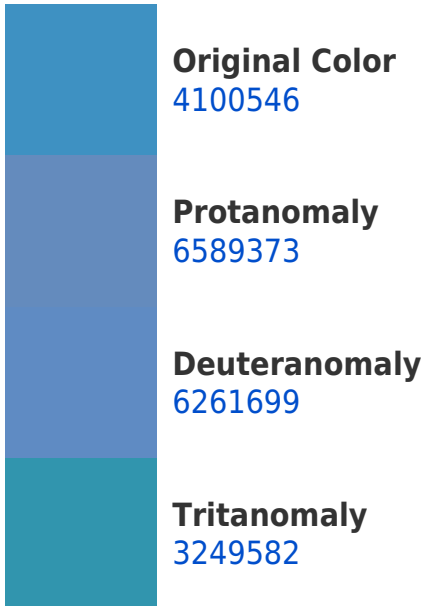 Original Color
4100546
Protanomaly
6589373
Deuteranomaly
6261699
Tritanomaly
3249582